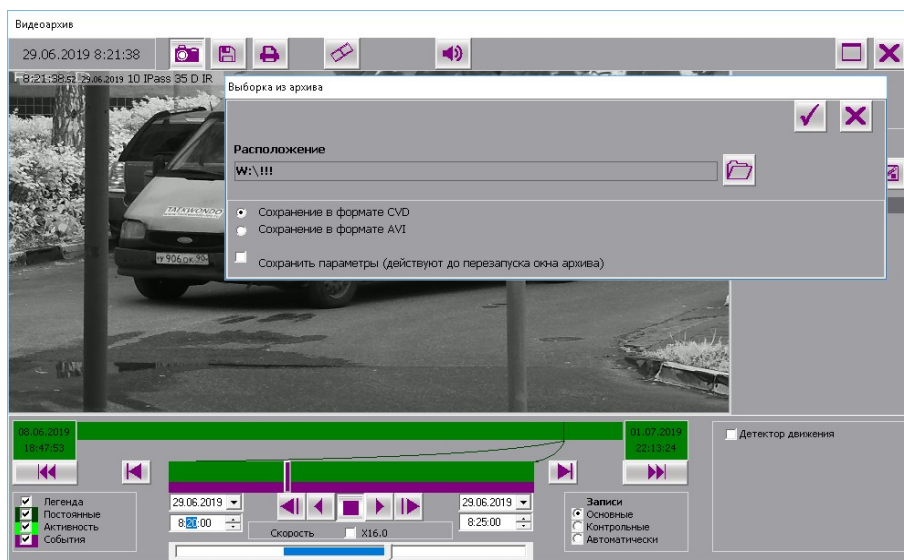 Видеоархив
29.06.2019 8:21:38
8:21:38.52 29.06.2019 10 IPass 35 D IR
Выборка из архива
Расположение
W:\!!!
Сохранение в формате CVD
Сохранение в формате AVI
Сохранить параметры (действуют до перезапуска окна архива)
TAEKWONDO
906
08.06.2019
18:47:53
01.07.2019
22:13:24
Детектор движения
Легенда
Постоянные
Активность
События
29.06.2019
8:20:00
Скорость
X16.0
29.06.2019
8:25:00
Записи
Основные
Контрольные
Автоматически